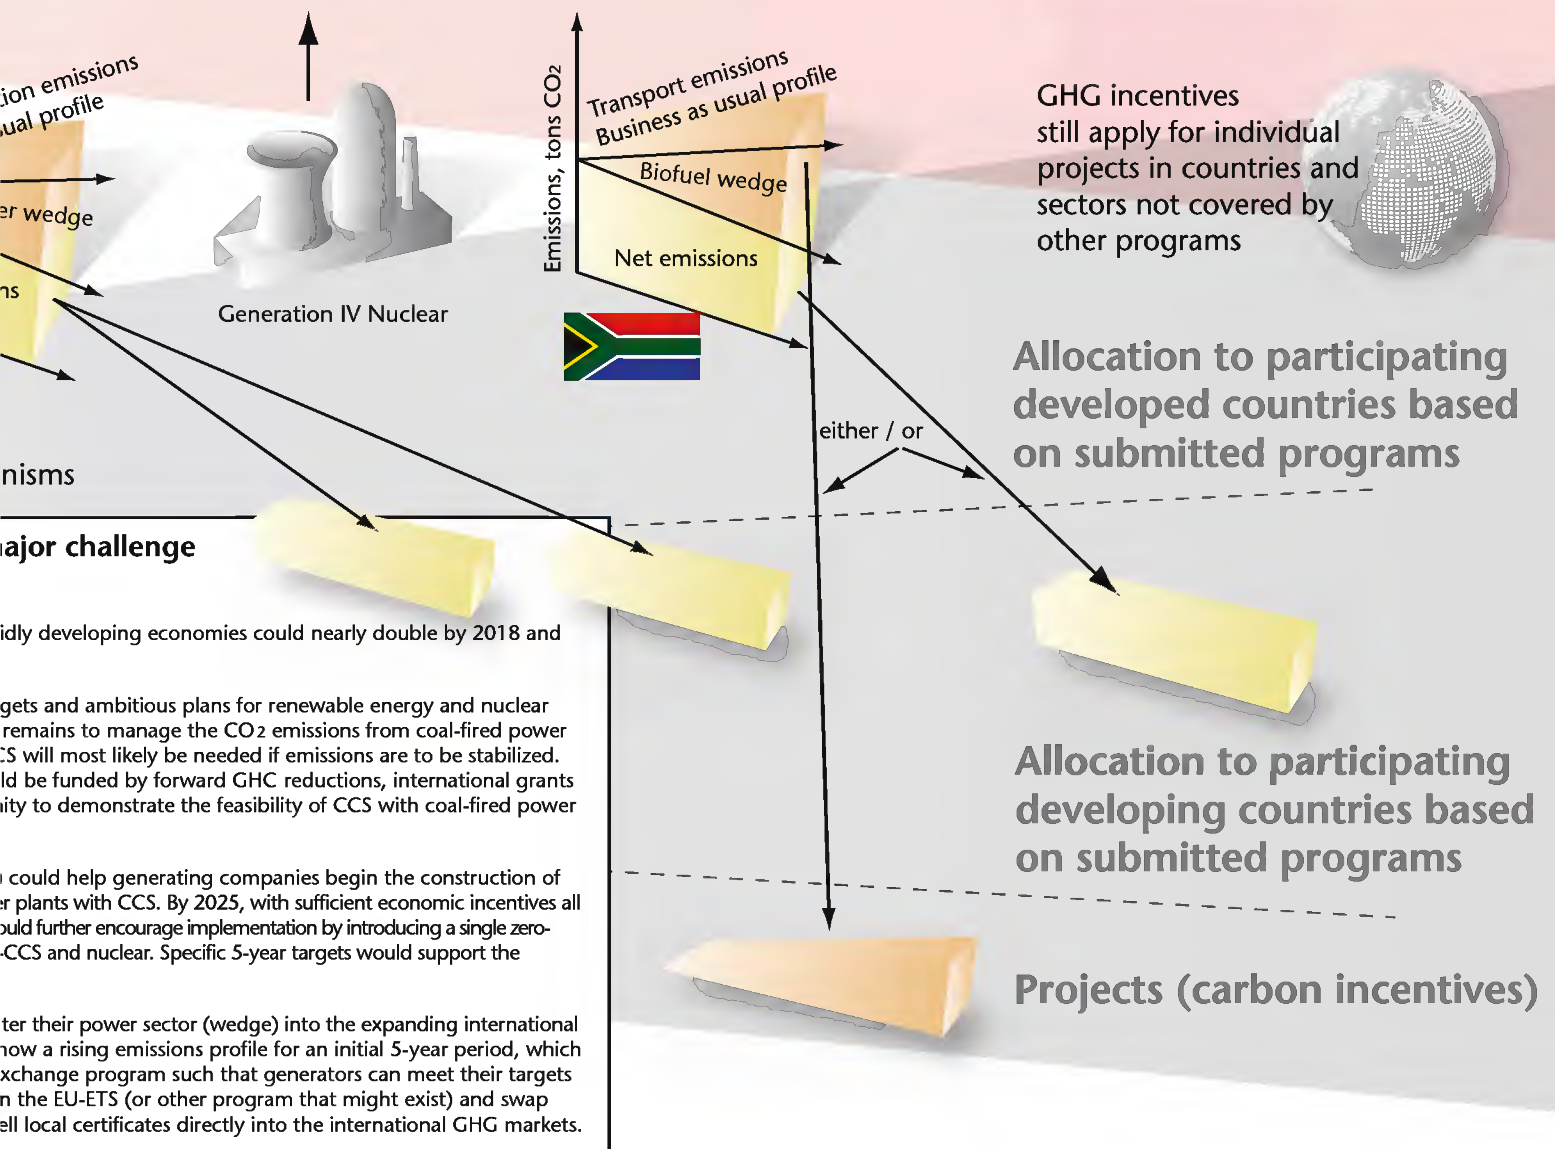 ion emissions
ual profile
er wedge
ns
Generation IV Nuclear
Emissions, tons CO2
Transport emissions
Business as usual profile
Biofuel wedge
Net emissions
GHG incentives
still apply for individual
projects in countries and
sectors not covered by
other programs
Allocation to participating
developed countries based
on submitted programs
either / or
nisms
ajor challenge
idly developing economies could nearly double by 2018 and
gets and ambitious plans for renewable energy and nuclear
remains to manage the CO2 emissions from coal-fired power
CS will most likely be needed if emissions are to be stabilized.
ld be funded by forward GHC reductions, international grants
nity to demonstrate the feasibility of CCS with coal-fired power
could help generating companies begin the construction of
er plants with CCS. By 2025, with sufficient economic incentives all
ould further encourage implementation by introducing a single zero-
-CCS and nuclear. Specific 5-year targets would support the
ter their power sector (wedge) into the expanding international
how a rising emissions profile for an initial 5-year period, which
xchange program such that generators can meet their targets
n the EU-ETS (or other program that might exist) and swap
ell local certificates directly into the international GHG markets.
Allocation to participating
developing countries based
on submitted programs
Projects (carbon incentives)